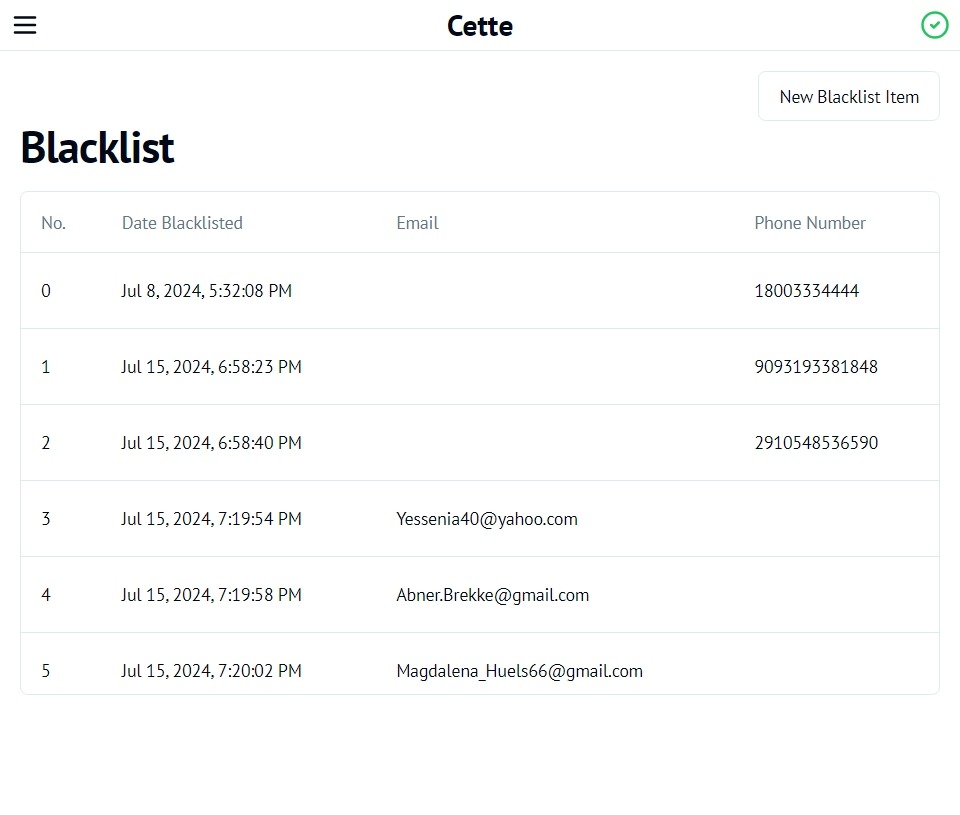 Cette
New Blacklist Item
Blacklist
No. Date Blacklisted Email Phone Number
0 Jul 8, 2024, 5:32:08 PM 18003334444
1 Jul 15, 2024, 6:58:23 PM 9093193381848
2 Jul 15, 2024, 6:58:40 PM 2910548536590
3 Jul 15, 2024, 7:19:54 PM Yessenia40@yahoo.com
4 Jul 15, 2024, 7:19:58 PM Abner.Brekke@gmail.com
5 Jul 15, 2024, 7:20:02 PM Magdalena_Huels66@gmail.com